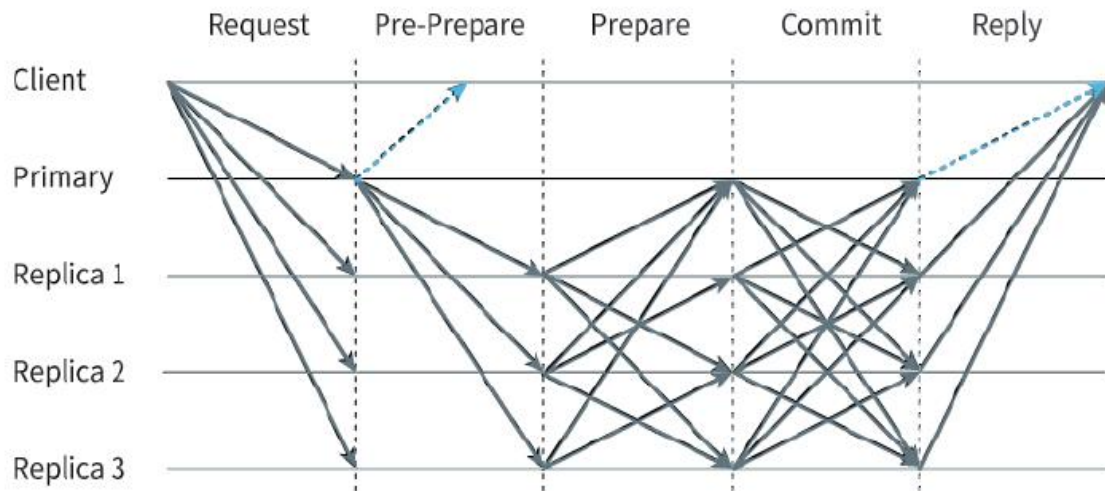 Request Pre-Prepare Prepare Commit Reply
Client
Primary
Replica 1
Replica 2
Replica 3